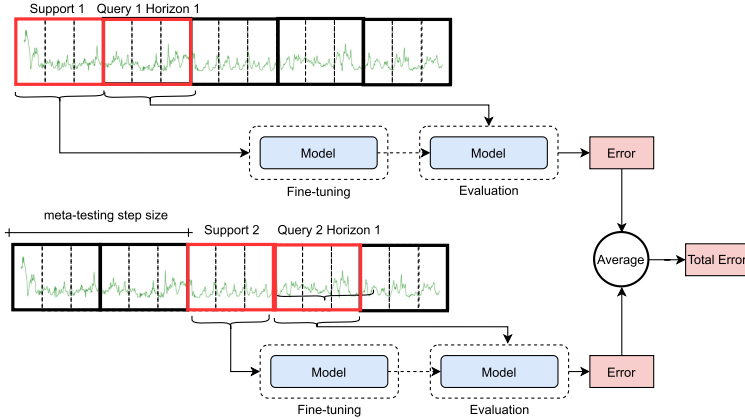 Support 1
Query 1 Horizon 1
Model
Model
Error
Fine-tuning
Evaluation
meta-testing step size
Support 2
Query 2 Horizon 1
Average
Total Error
Model
Model
Error
Fine-tuning
Evaluation